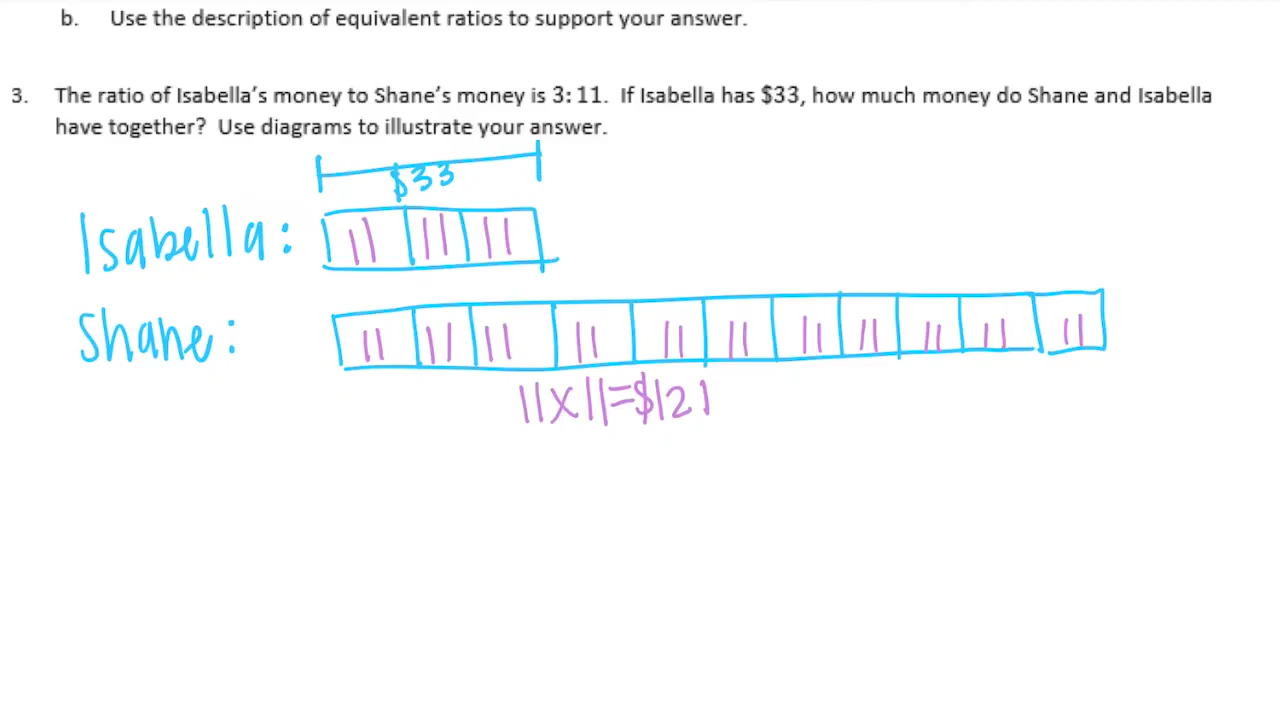 b. Use the description of equivalent ratios to support your answer.
3. The ratio of Isabella's money to Shane's money is 3:11. If Isabella has $33, how much money do Shane and Isabella
have together? Use diagrams to illustrate your answer.
$33
Isabella: 11 11 11
Shane: 11 11 11 11 11 11 11 11 11 11 11
11x11=$121